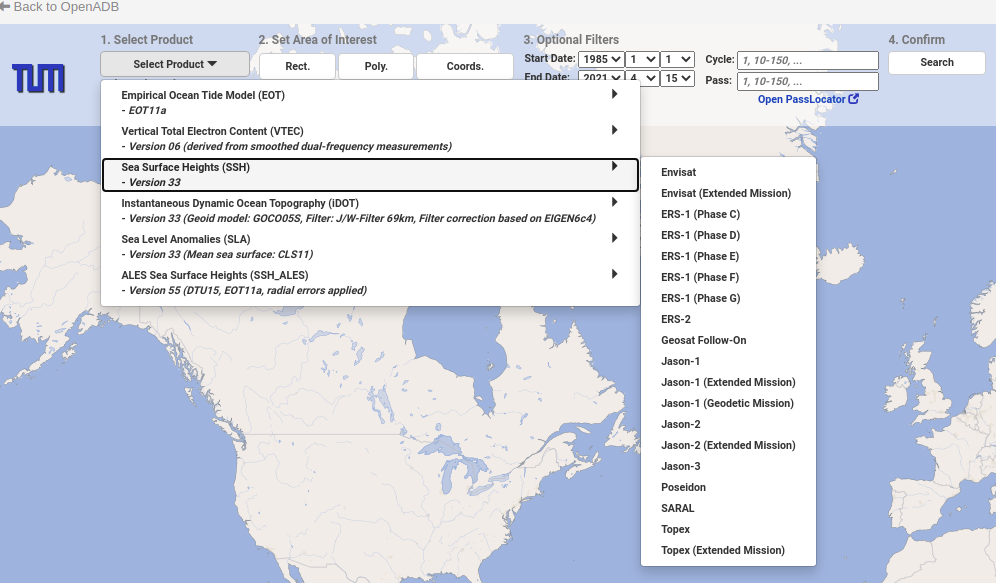 Back to OpenADB
1. Select Product
2. Set Area of Interest
3. Optional Filters
4. Confirm
TUM
Select Product
Rect.
Poly.
Coords.
Start Date: 1985 1 1
End Date: 2021 4 15
Cycle: 1, 10-150, ...
Pass: 1, 10-150, ...
Open PassLocator
Search
Empirical Ocean Tide Model (EOT)
- EOT11a
Vertical Total Electron Content (VTEC)
- Version 06 (derived from smoothed dual-frequency measurements)
Sea Surface Heights (SSH)
- Version 33
Instantaneous Dynamic Ocean Topography (iDOT)
- Version 33 (Geoid model: GOCO05S, Filter: J/W-Filter 69km, Filter correction based on EIGEN6c4)
Sea Level Anomalies (SLA)
- Version 33 (Mean sea surface: CLS11)
ALES Sea Surface Heights (SSH_ALES)
- Version 55 (DTU15, EOT11a, radial errors applied)
Envisat
Envisat (Extended Mission)
ERS-1 (Phase C)
ERS-1 (Phase D)
ERS-1 (Phase E)
ERS-1 (Phase F)
ERS-1 (Phase G)
ERS-2
Geosat Follow-On
Jason-1
Jason-1 (Extended Mission)
Jason-1 (Geodetic Mission)
Jason-2
Jason-2 (Extended Mission)
Jason-3
Poseidon
SARAL
Topex
Topex (Extended Mission)